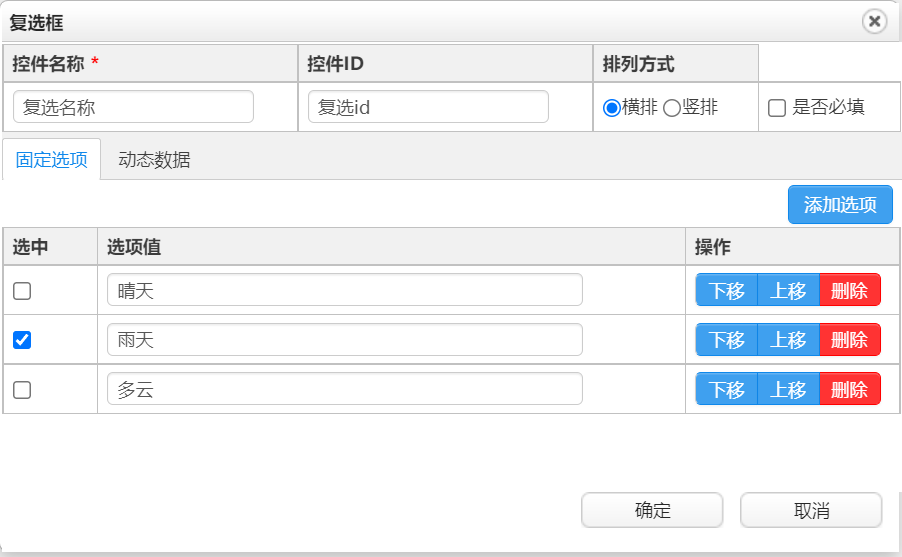 复选框
控件名称 * 控件ID 排列方式
复选名称 复选id 横排 竖排 是否必填
固定选项 动态数据
添加选项
选中 选项值 操作
晴天 下移 上移 删除
雨天 下移 上移 删除
多云 下移 上移 删除
确定 取消